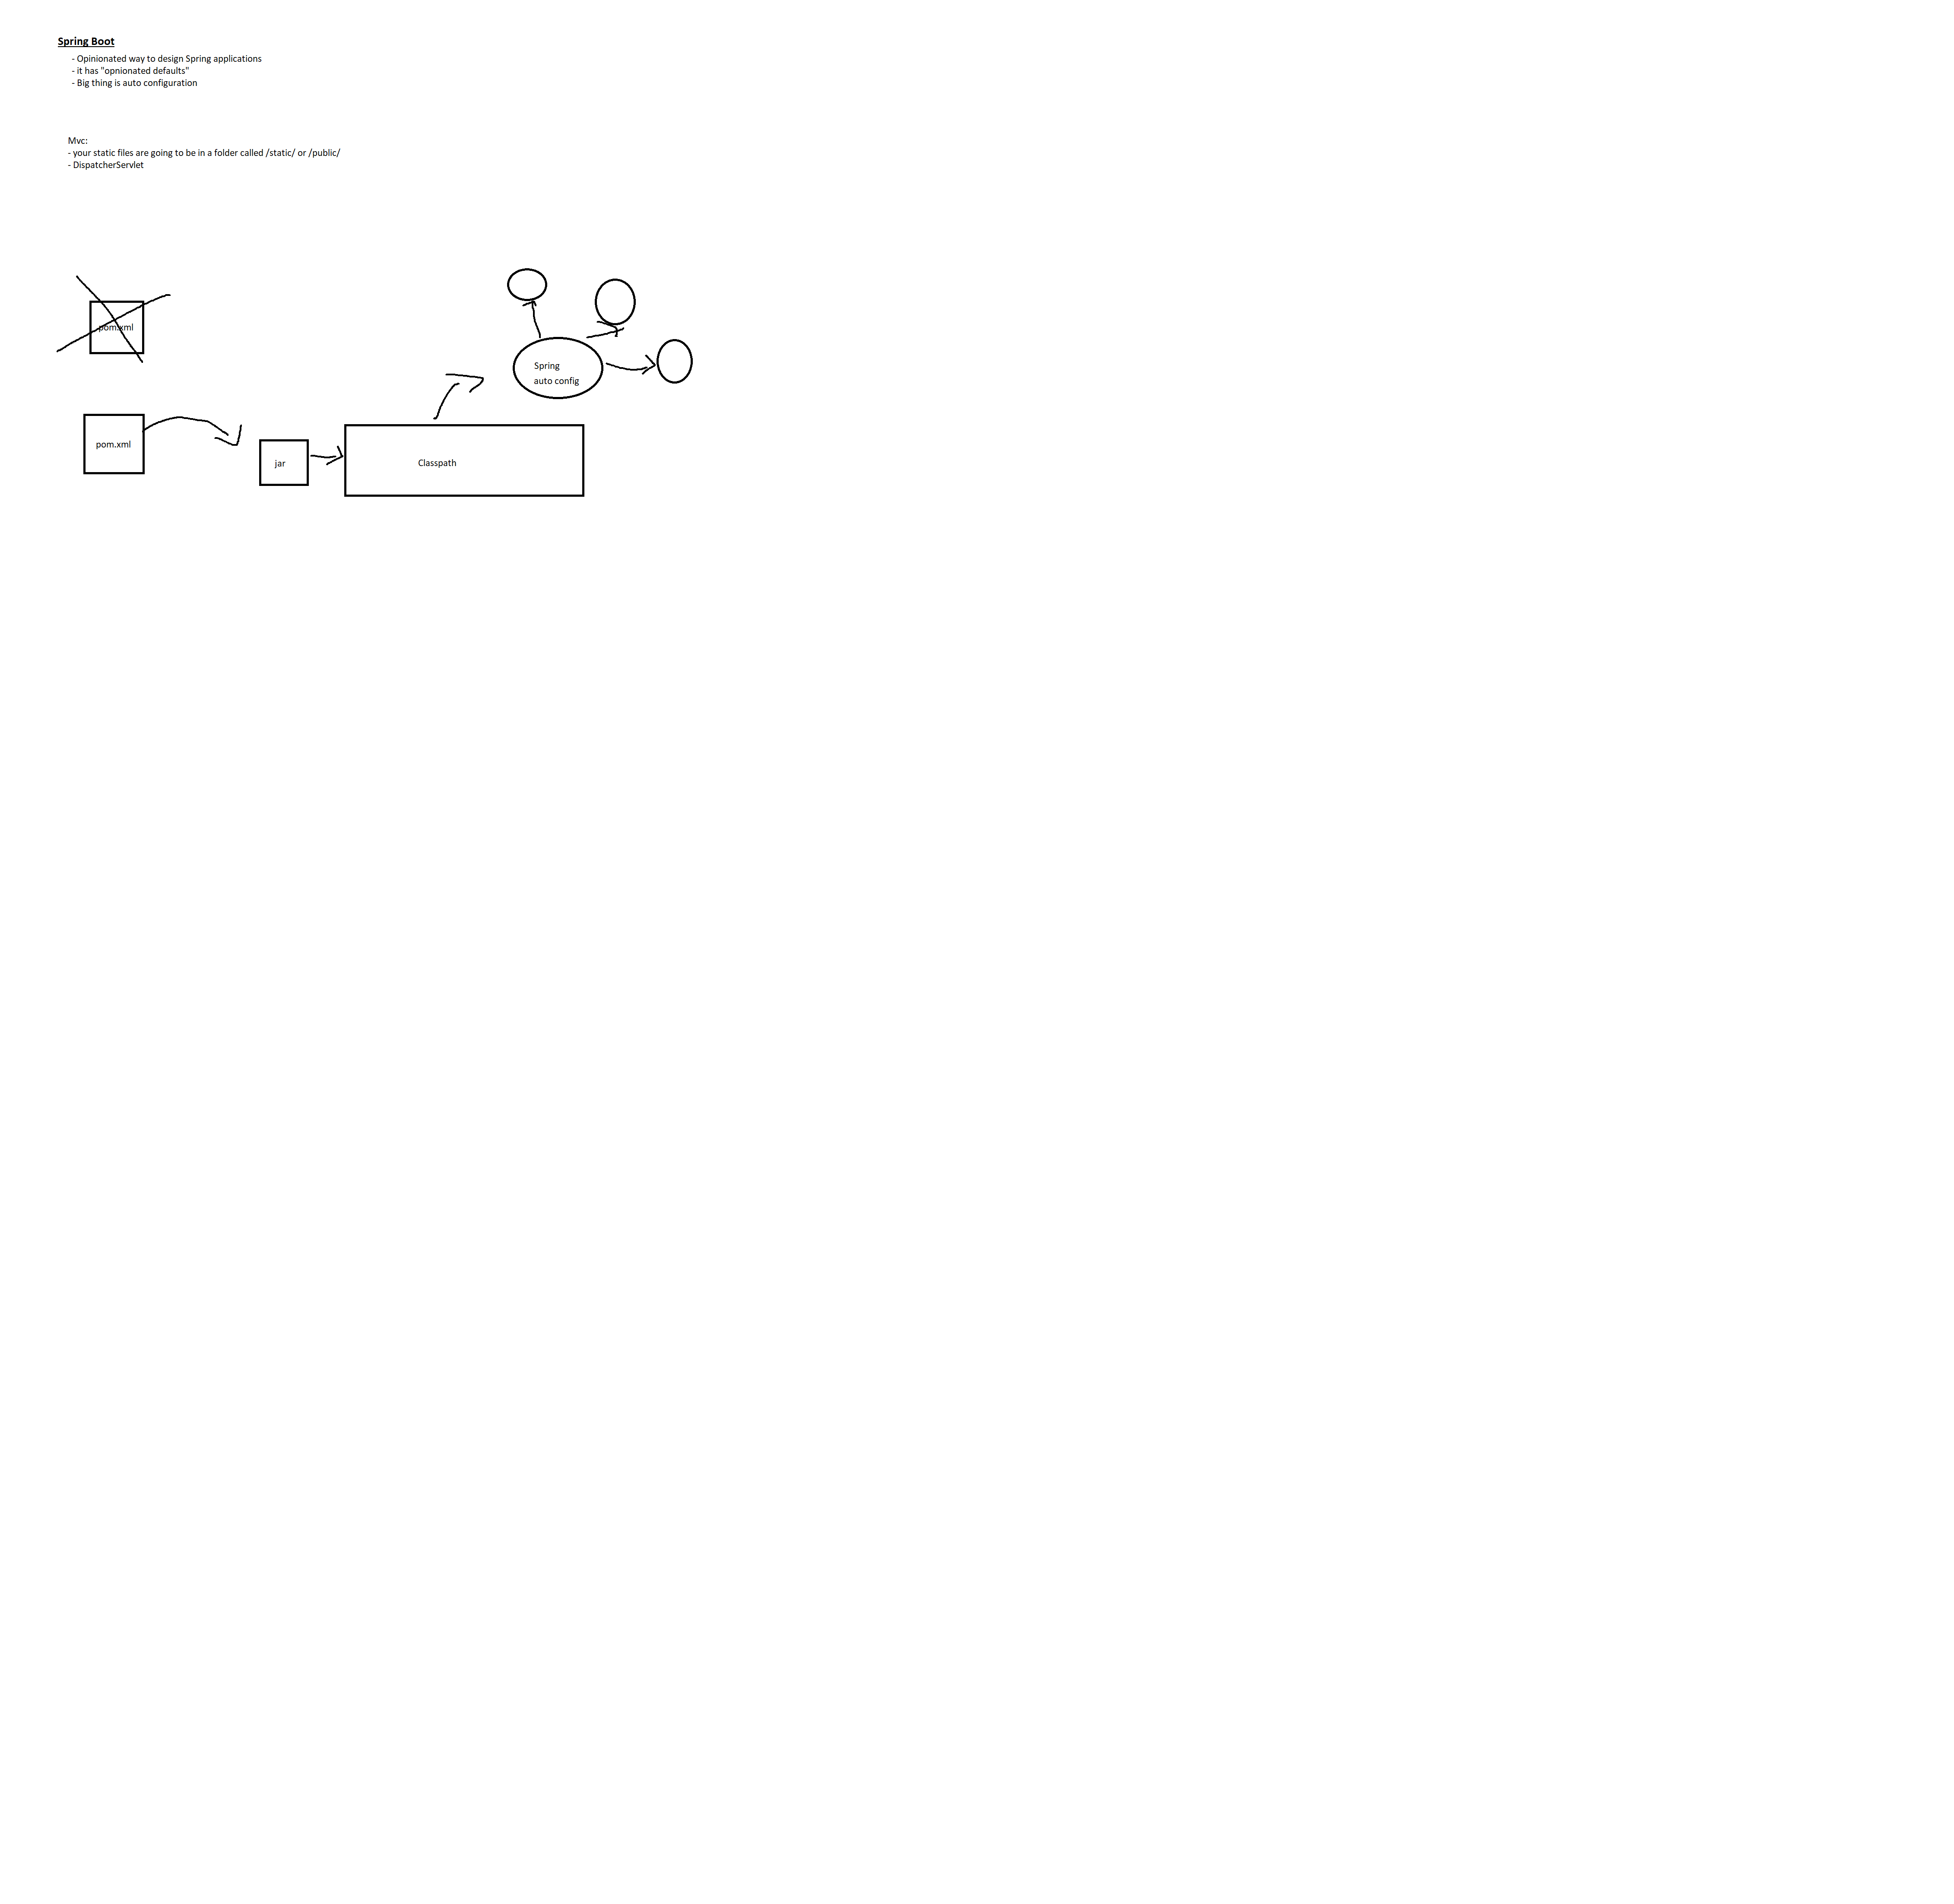 Spring Boot
- Opinionated way to design Spring applications
- it has "opnionated defaults"
- Big thing is auto configuration
Mvc:
- your static files are going to be in a folder called /static/ or /public/
- DispatcherServlet
pom.xml
Spring
auto config
pom.xml
jar
Classpath